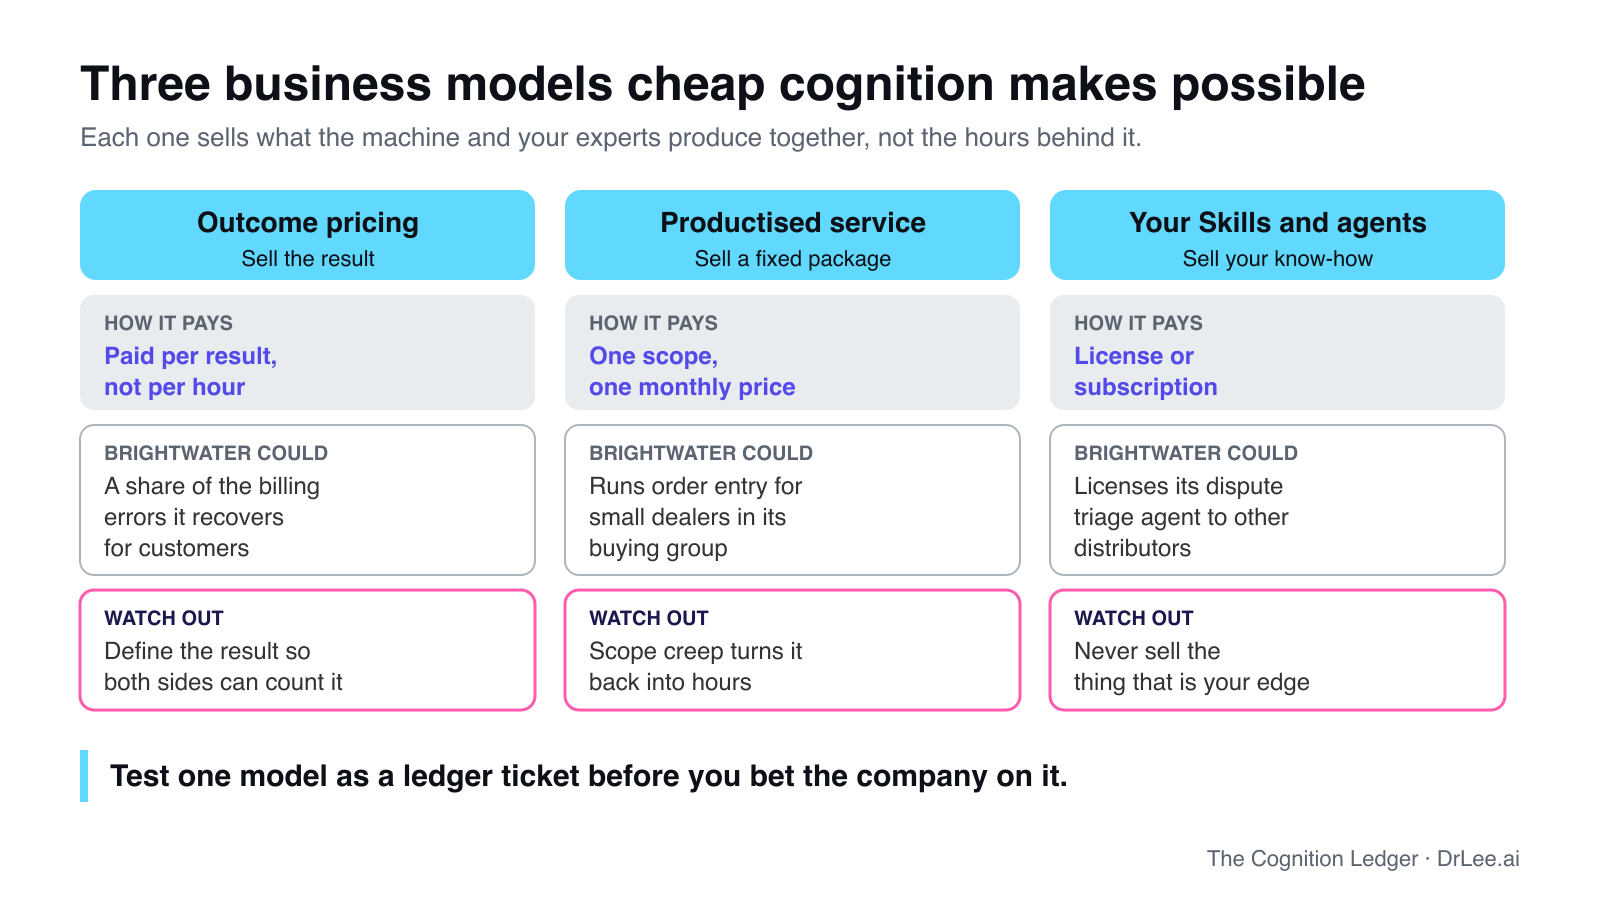 Three business models cheap cognition makes possible
Each one sells what the machine and your experts produce together, not the hours behind it.
Outcome pricing
Sell the result
HOW IT PAYS
Paid per result,
not per hour
BRIGHTWATER COULD
A share of the billing
errors it recovers
for customers
WATCH OUT
Define the result so
both sides can count it
Productised service
Sell a fixed package
HOW IT PAYS
One scope,
one monthly price
BRIGHTWATER COULD
Runs order entry for
small dealers in its
buying group
WATCH OUT
Scope creep turns it
back into hours
Your Skills and agents
Sell your know-how
HOW IT PAYS
License or
subscription
BRIGHTWATER COULD
Licenses its dispute
triage agent to other
distributors
WATCH OUT
Never sell the
thing that is your edge
Test one model as a ledger ticket before you bet the company on it.
The Cognition Ledger · DrLee.ai